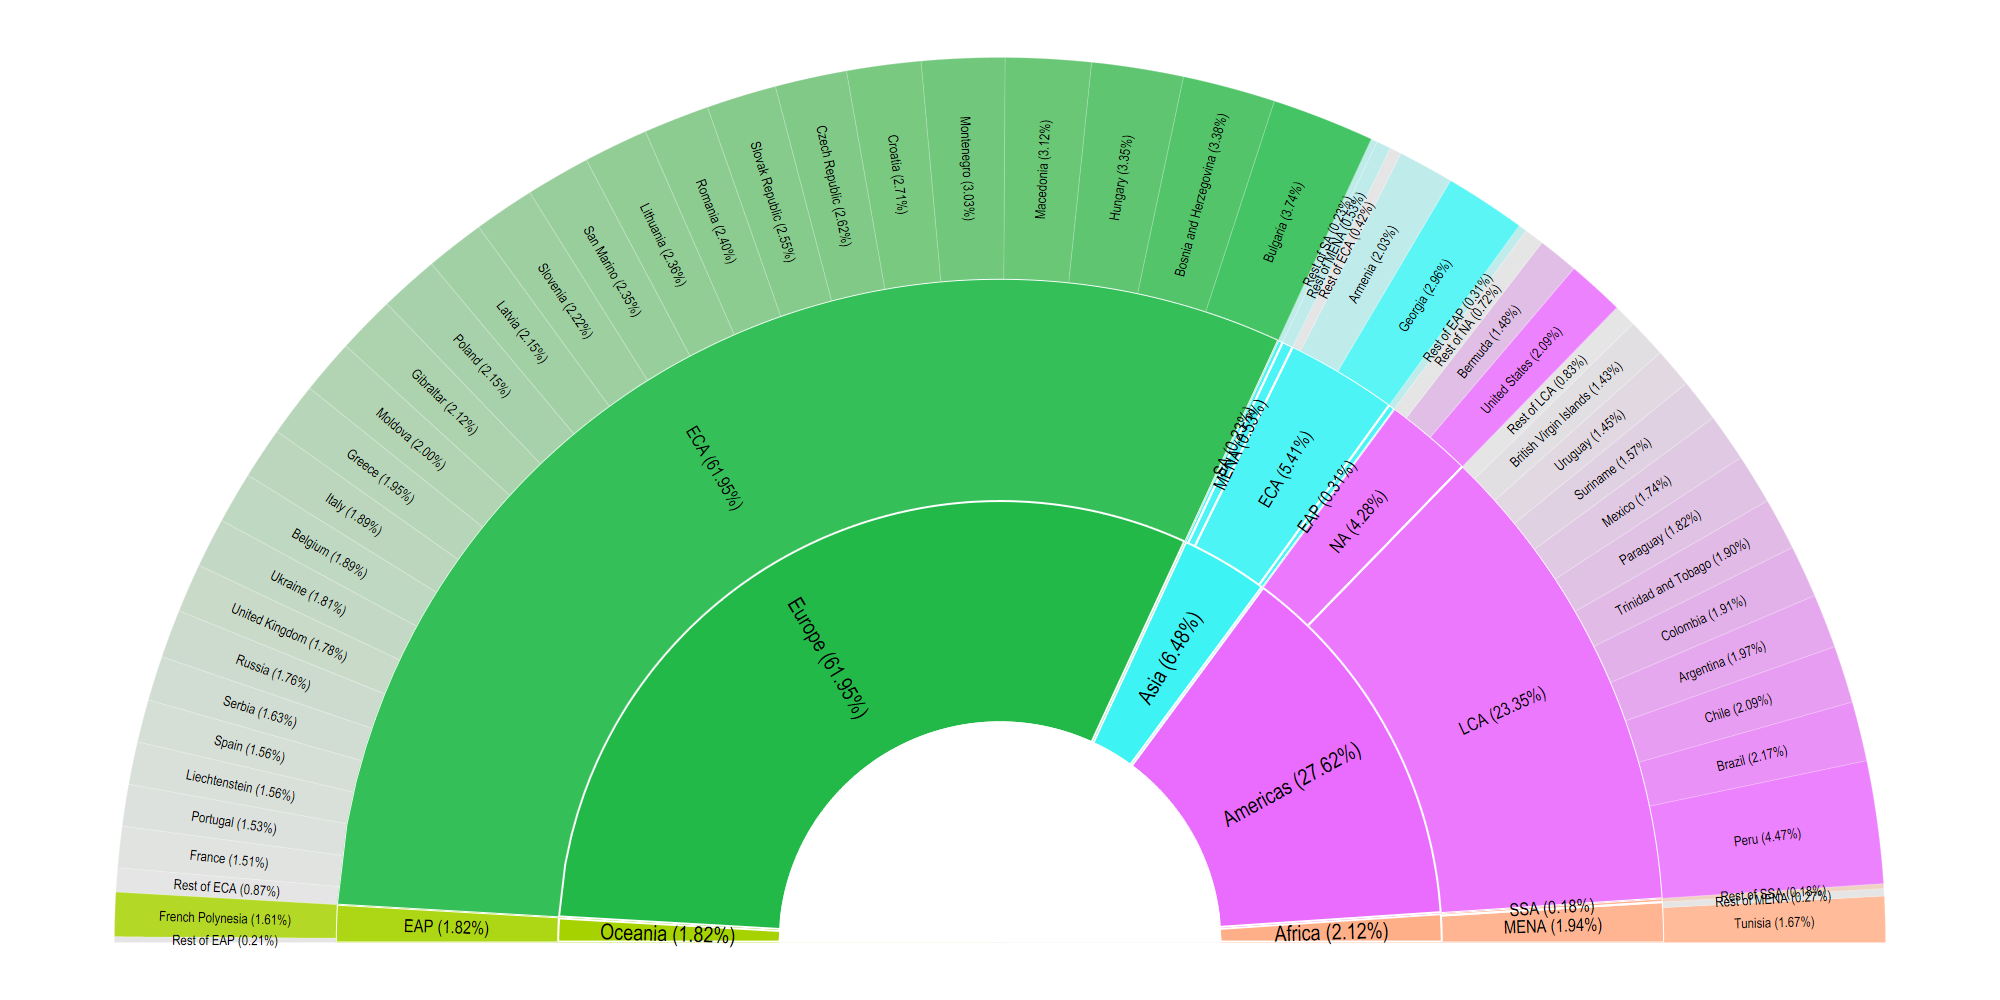 Europe (61.95%)
Asia (6.48%)
Americas (27.62%)
Africa (2.12%)
Oceania (1.82%)
ECA (61.95%)
SA (0.23%)
MENA (0.53%)
ECA (5.41%)
EAP (0.31%)
NA (4.28%)
LCA (23.35%)
SSA (0.18%)
MENA (1.94%)
EAP (1.82%)
Rest of EAP (0.21%)
French Polynesia (1.61%)
Rest of ECA (0.87%)
France (1.51%)
Portugal (1.53%)
Liechtenstein (1.56%)
Spain (1.56%)
Serbia (1.63%)
Russia (1.76%)
United Kingdom (1.78%)
Ukraine (1.81%)
Belgium (1.89%)
Italy (1.89%)
Greece (1.95%)
Moldova (2.00%)
Gibraltar (2.12%)
Poland (2.15%)
Latvia (2.15%)
Slovenia (2.22%)
San Marino (2.35%)
Lithuania (2.36%)
Romania (2.40%)
Slovak Republic (2.55%)
Czech Republic (2.62%)
Croatia (2.71%)
Montenegro (3.03%)
Macedonia (3.12%)
Hungary (3.35%)
Bosnia and Herzegovina (3.38%)
Bulgaria (3.74%)
Rest of SA (0.23%)
Rest of MENA (0.53%)
Rest of ECA (0.42%)
Armenia (2.03%)
Georgia (2.96%)
Rest of EAP (0.31%)
Rest of NA (0.72%)
Bermuda (1.48%)
United States (2.09%)
Rest of LCA (0.83%)
British Virgin Islands (1.43%)
Uruguay (1.45%)
Suriname (1.57%)
Mexico (1.74%)
Paraguay (1.82%)
Trinidad and Tobago (1.90%)
Colombia (1.91%)
Argentina (1.97%)
Chile (2.09%)
Brazil (2.17%)
Peru (4.47%)
Rest of SSA (0.18%)
Rest of MENA (0.27%)
Tunisia (1.67%)